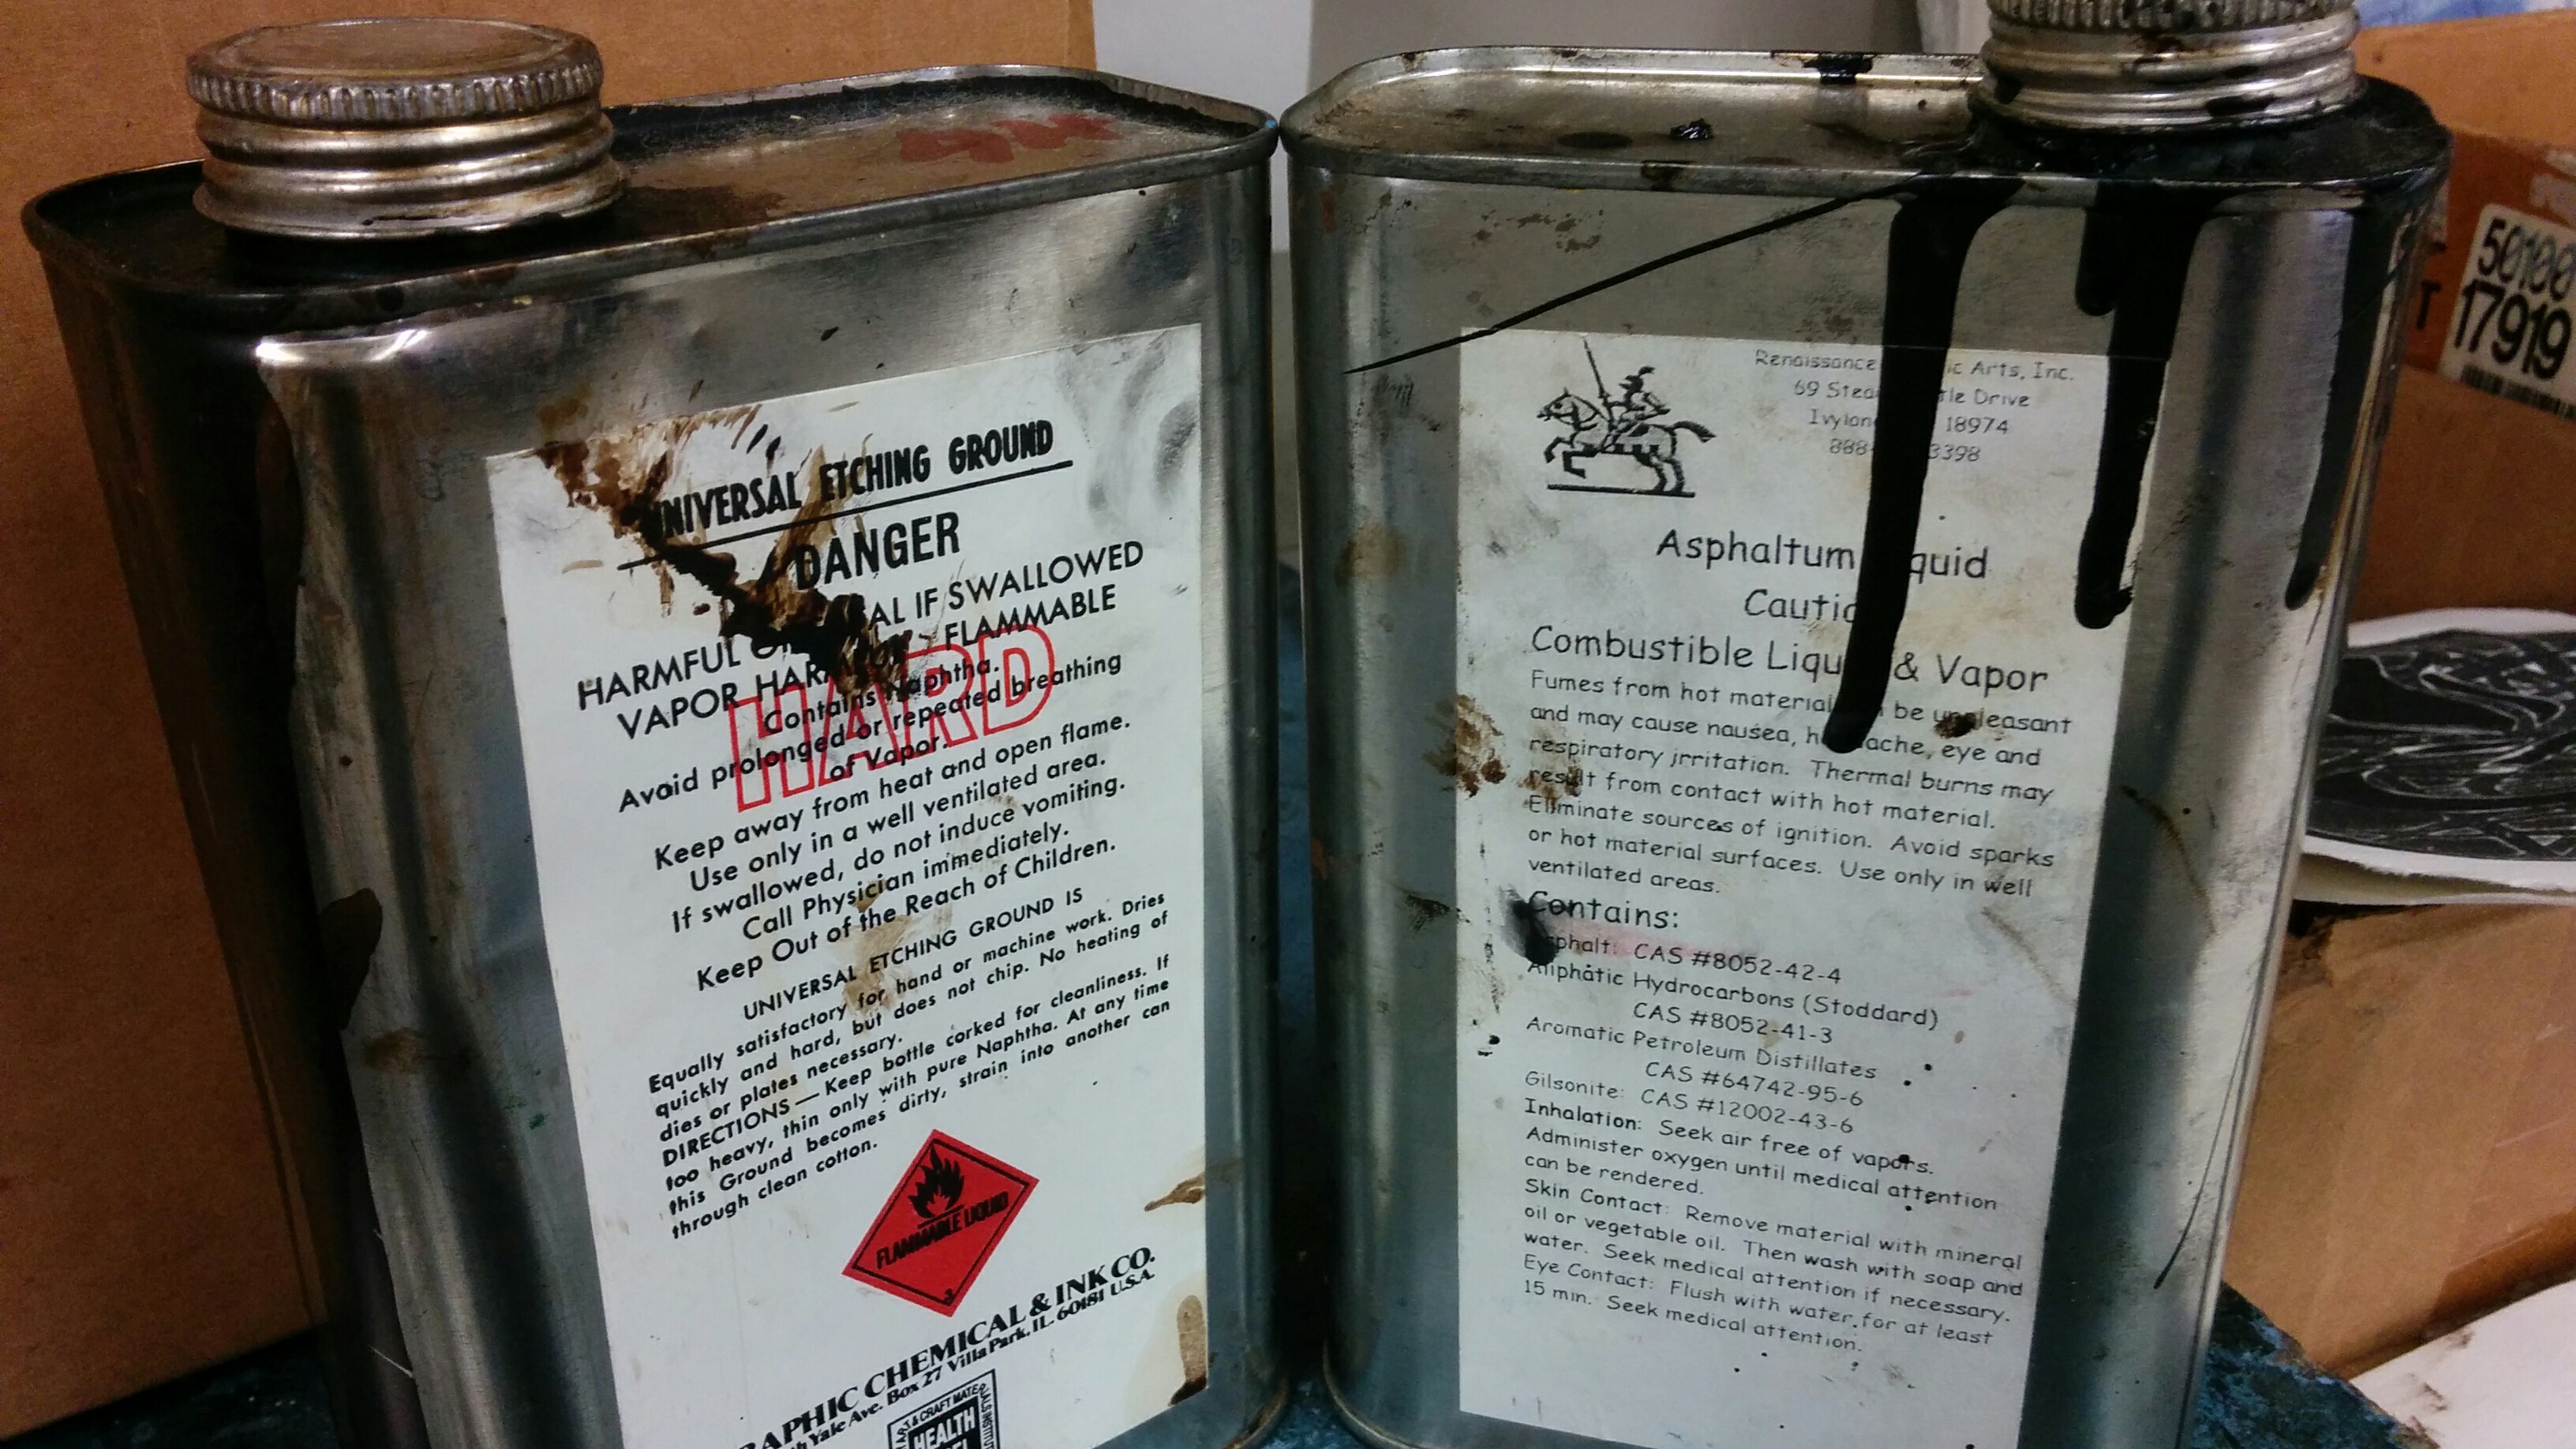 UNIVERSAL ETCHING GROUND
DANGER
HARMFUL IF SWALLOWED
VAPOR FLAMMABLE
HARD
Contains Naphtha.
Avoid prolonged or repeated breathing
of Vapor.
Keep away from heat and open flame.
Use only in a well ventilated area.
If swallowed, do not induce vomiting.
Call Physician immediately.
Keep Out of the Reach of Children.
UNIVERSAL ETCHING GROUND IS
Equally satisfactory for hand or machine work. Dries
quickly and hard, but does not chip. No heating of
dies or plates necessary.
DIRECTIONS — Keep bottle corked for cleanliness. If
too heavy, thin only with pure Naphtha. At any time
this Ground becomes dirty, strain into another can
through clean cotton.
FLAMMABLE LIQUID
3
RAPHIC CHEMICAL & INK CO.
Yale Ave. Box 27 Villa Park, IL. 60181 U.S.A.
& CRAFT MATERIALS
HEALTH
Renaissance ic Arts, Inc.
69 Drive
18974
888- 3398
Asphaltum quid
Cautio
Combustible Liqu & Vapor
Fumes from hot material be unpleasant
and may cause nausea, h ache, eye and
respiratory irritation. Thermal burns may
result from contact with hot material.
Eliminate sources of ignition. Avoid sparks
or hot material surfaces. Use only in well
ventilated areas.
Contains:
Asphalt: CAS #8052-42-4
Aliphatic Hydrocarbons (Stoddard)
CAS #8052-41-3
Aromatic Petroleum Distillates
CAS #64742-95-6
Gilsonite: CAS #12002-43-6
Inhalation: Seek air free of vapors.
Administer oxygen until medical attention
can be rendered.
Skin Contact: Remove material with mineral
oil or vegetable oil. Then wash with soap and
water. Seek medical attention if necessary.
Eye Contact: Flush with water for at least
15 min. Seek medical attention.
50100
17919